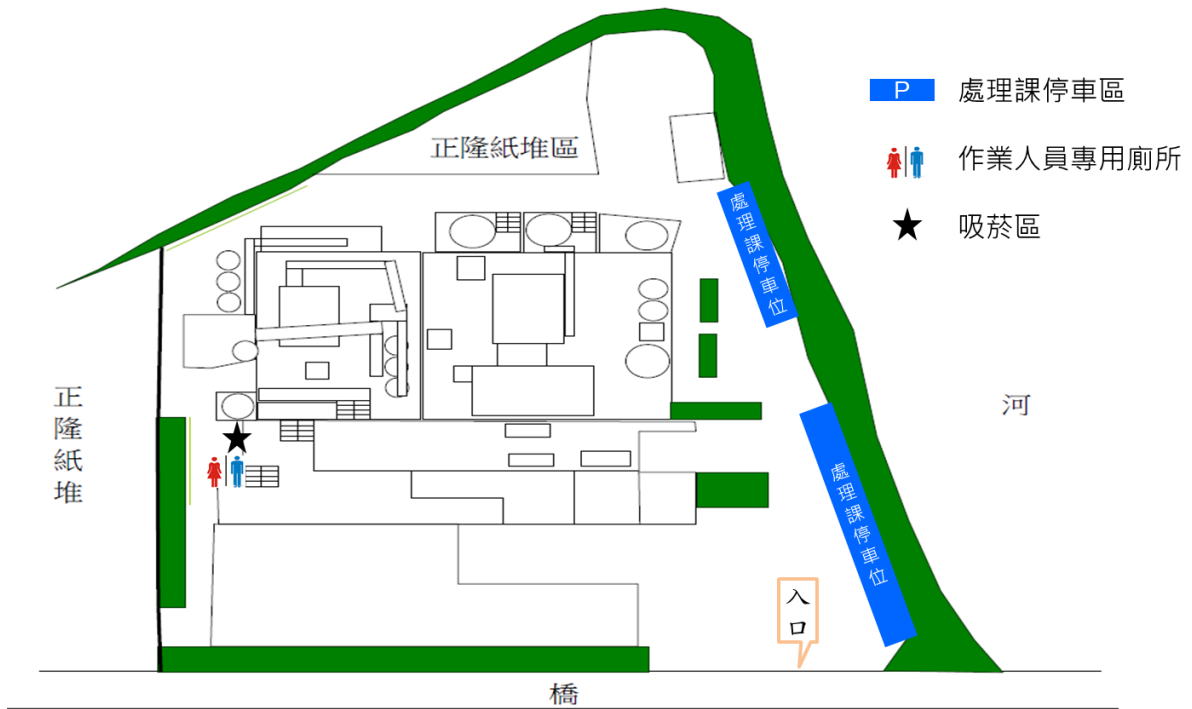 P 處理課停車區
正隆紙堆區
作業人員專用廁所
吸菸區
處理課停車位
正隆紙堆
河
處理課停車位
入口
橋